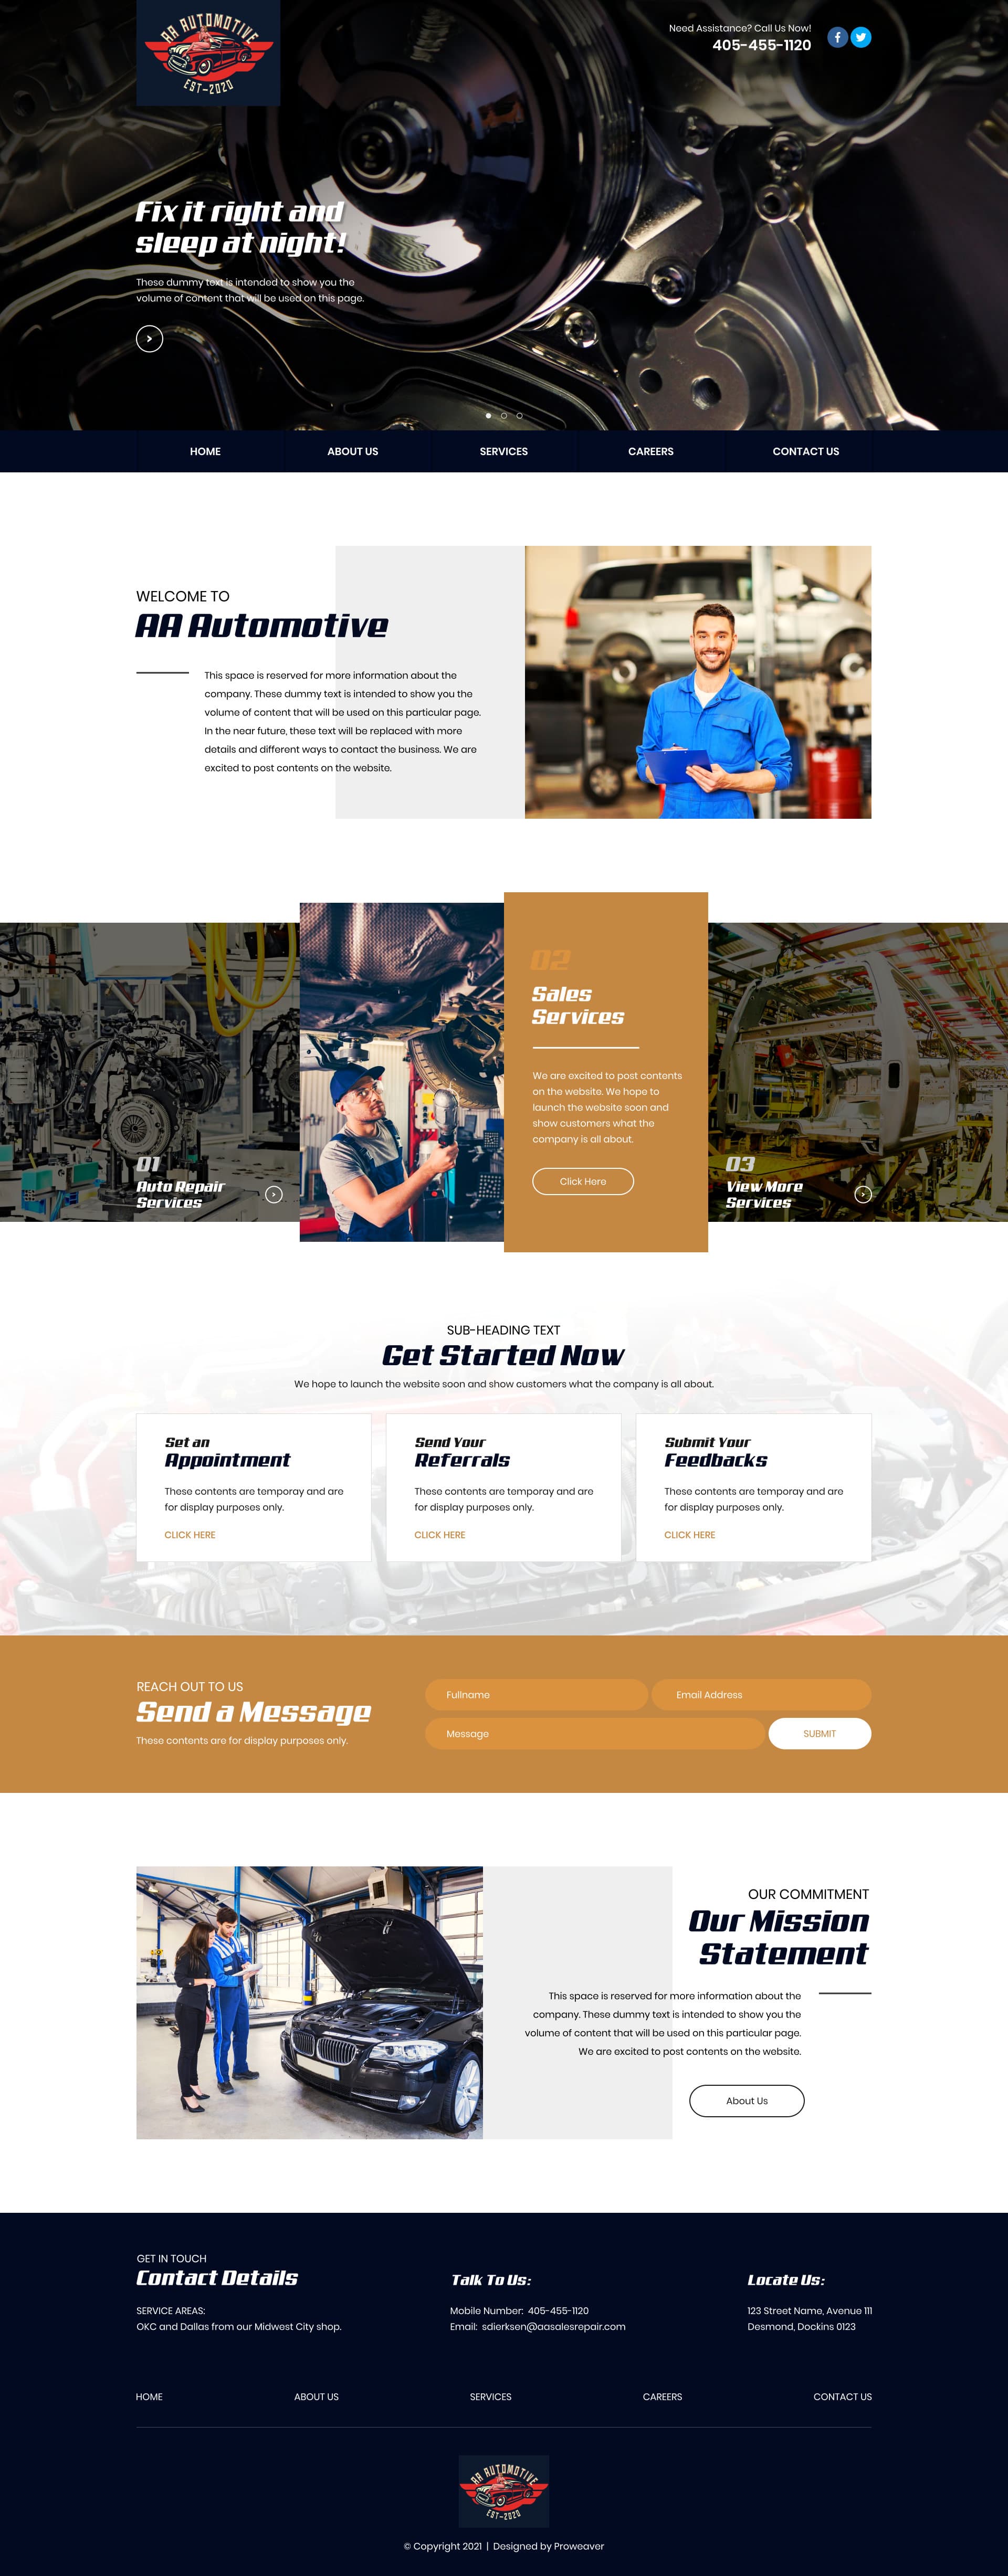 AA AUTOMOTIVE
EST-2020
Need Assistance? Call Us Now!
405-455-1120
Fix it right and
sleep at night!
These dummy text is intended to show you the
volume of content that will be used on this page.
HOME
ABOUT US
SERVICES
CAREERS
CONTACT US
WELCOME TO
AA Automotive
This space is reserved for more information about the
company. These dummy text is intended to show you the
volume of content that will be used on this particular page.
In the near future, these text will be replaced with more
details and different ways to contact the business. We are
excited to post contents on the website.
01
Auto Repair
Services
02
Sales
Services
We are excited to post contents
on the website. We hope to
launch the website soon and
show customers what the
company is all about.
Click Here
03
View More
Services
SUB-HEADING TEXT
Get Started Now
We hope to launch the website soon and show customers what the company is all about.
Set an
Appointment
These contents are temporay and are
for display purposes only.
CLICK HERE
Send Your
Referrals
These contents are temporay and are
for display purposes only.
CLICK HERE
Submit Your
Feedbacks
These contents are temporay and are
for display purposes only.
CLICK HERE
REACH OUT TO US
Send a Message
These contents are for display purposes only.
Fullname
Email Address
Message
SUBMIT
OUR COMMITMENT
Our Mission
Statement
This space is reserved for more information about the
company. These dummy text is intended to show you the
volume of content that will be used on this particular page.
We are excited to post contents on the website.
About Us
GET IN TOUCH
Contact Details
SERVICE AREAS:
OKC and Dallas from our Midwest City shop.
Talk To Us:
Mobile Number: 405-455-1120
Email: sdierksen@aasalesrepair.com
Locate Us:
123 Street Name, Avenue 111
Desmond, Dockins 0123
HOME
ABOUT US
SERVICES
CAREERS
CONTACT US
AA AUTOMOTIVE
EST-2020
© Copyright 2021 | Designed by Proweaver